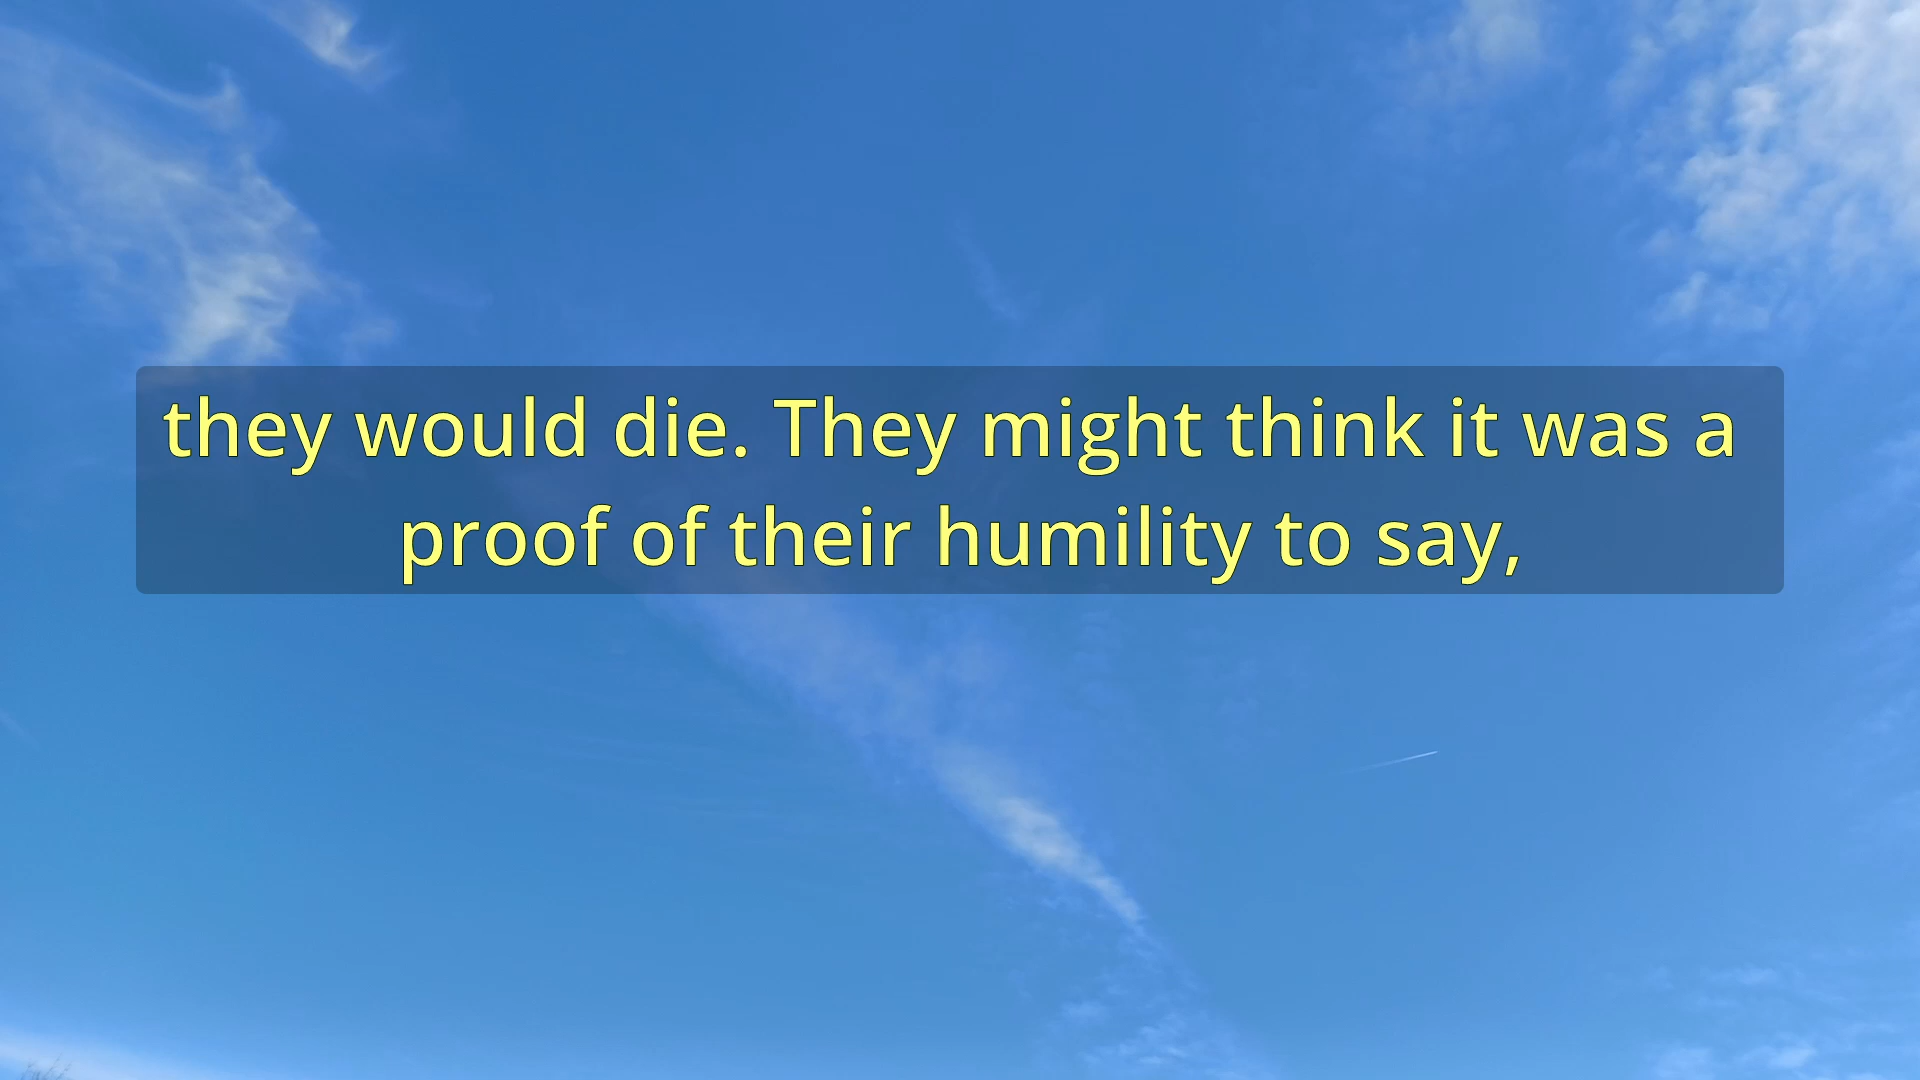 they would die. They might think it was a
proof of their humility to say,